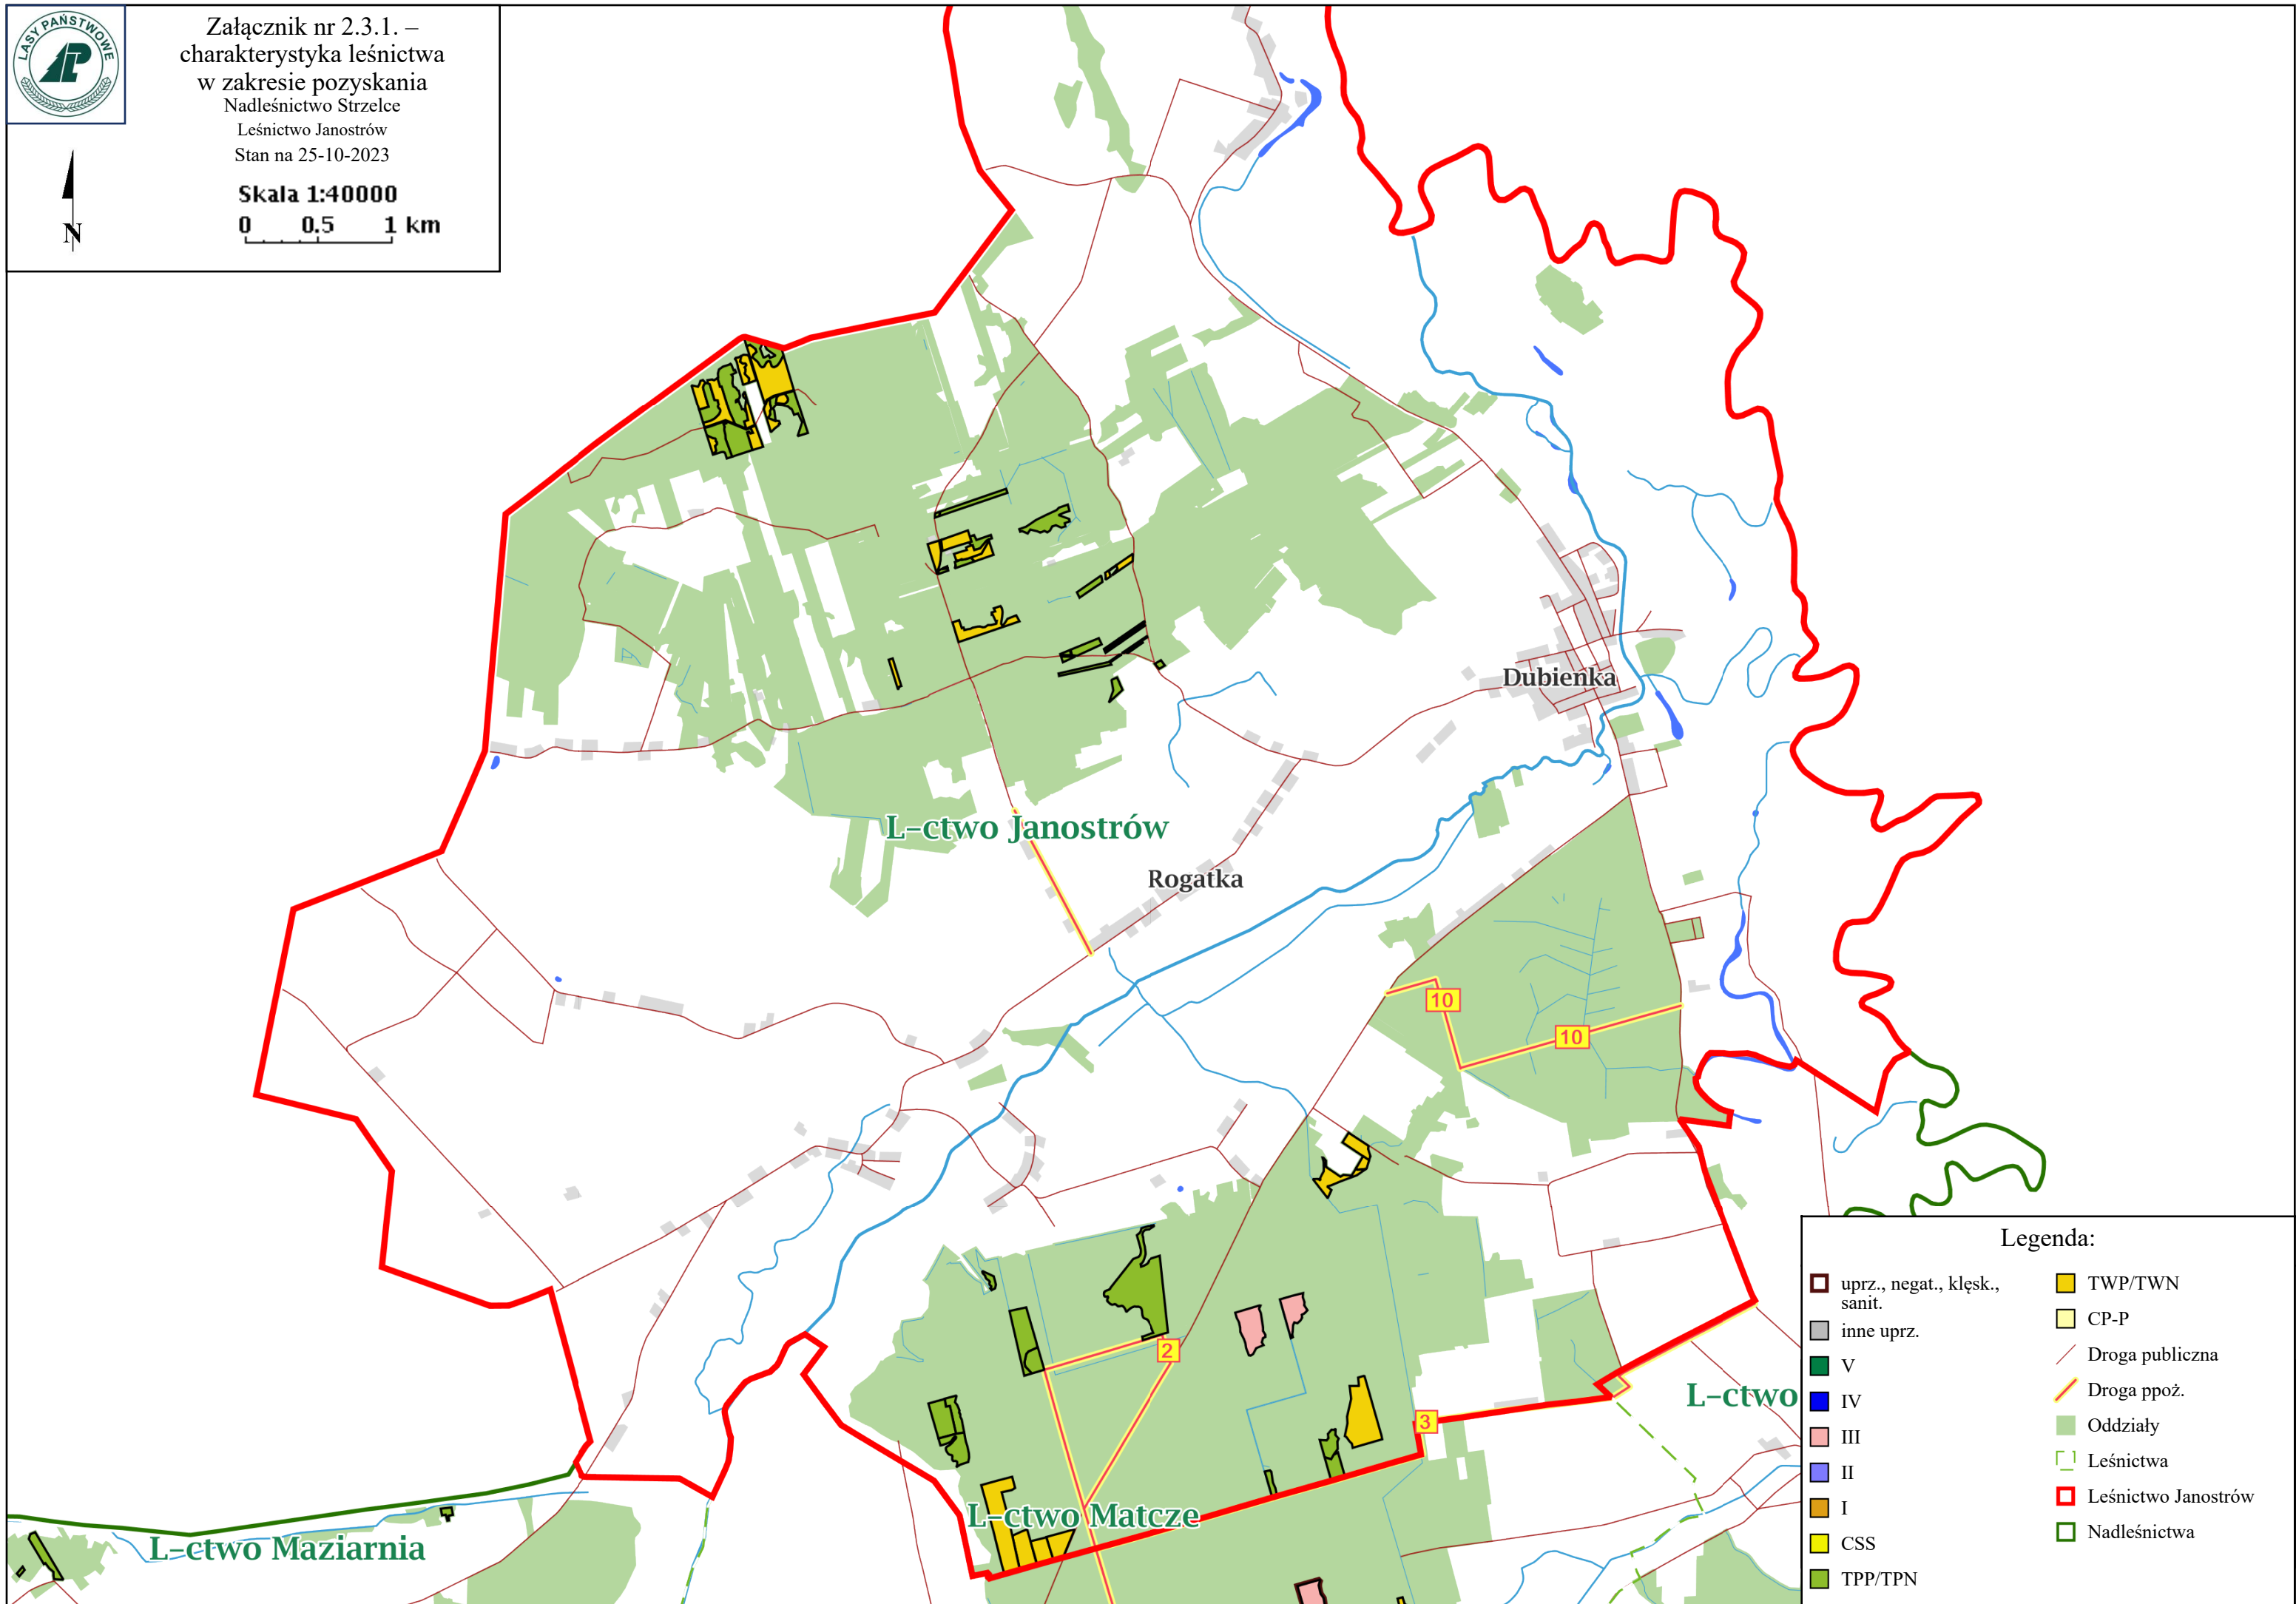 LASY PAŃSTWOWE
Załącznik nr 2.3.1. –
charakterystyka leśnictwa
w zakresie pozyskania
Nadleśnictwo Strzelce
Leśnictwo Janostrów
Stan na 25-10-2023
Skala 1:40000
0 0.5 1 km
N
Dubienka
L-ctwo Janostrów
Rogatka
10
10
2
3
L-ctwo
L-ctwo Matcze
L-ctwo Maziarnia
Legenda:
uprz., negat., klęsk.,
sanit.
inne uprz.
V
IV
III
II
I
CSS
TPP/TPN
TWP/TWN
CP-P
Droga publiczna
Droga ppoż.
Oddziały
Leśnictwa
Leśnictwo Janostrów
Nadleśnictwa